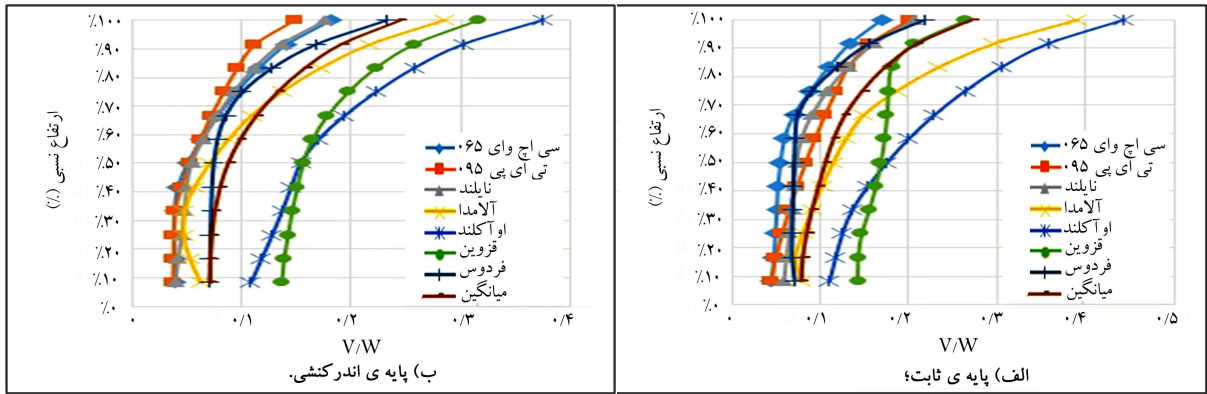 ٪۱۰۰
٪۹۰
٪۸۰
٪۷۰
٪۶۰
٪۵۰
٪۴۰
٪۳۰
٪۲۰
٪۱۰
٪۰
ارتفاع نسبی (٪)
سی اچ وای ۰۶۵
تی ای پی ۰۹۵
نایلند
آلامدا
اوآکلند
قزوین
فردوس
میانگین
۰ ۰/۱ ۰/۲ ۰/۳ ۰/۴ ۰/۵
V/W
الف) پایه ی ثابت؛
٪۱۰۰
٪۹۰
٪۸۰
٪۷۰
٪۶۰
٪۵۰
٪۴۰
٪۳۰
٪۲۰
٪۱۰
٪۰
ارتفاع نسبی (٪)
سی اچ وای ۰۶۵
تی ای پی ۰۹۵
نایلند
آلامدا
اوآکلند
قزوین
فردوس
میانگین
۰ ۰/۱ ۰/۲ ۰/۳ ۰/۴
V/W
ب) پایه ی اندرکنشی.